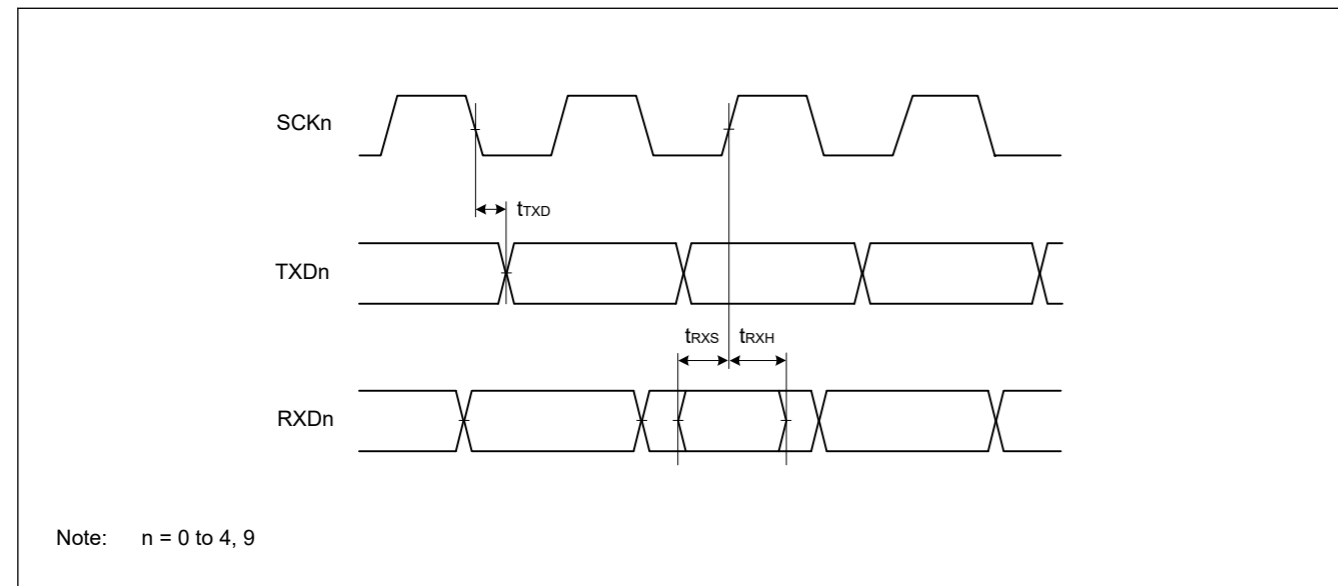 SCKn
tTXD
TXDn
tRXS tRXH
RXDn
Note: n = 0 to 4, 9